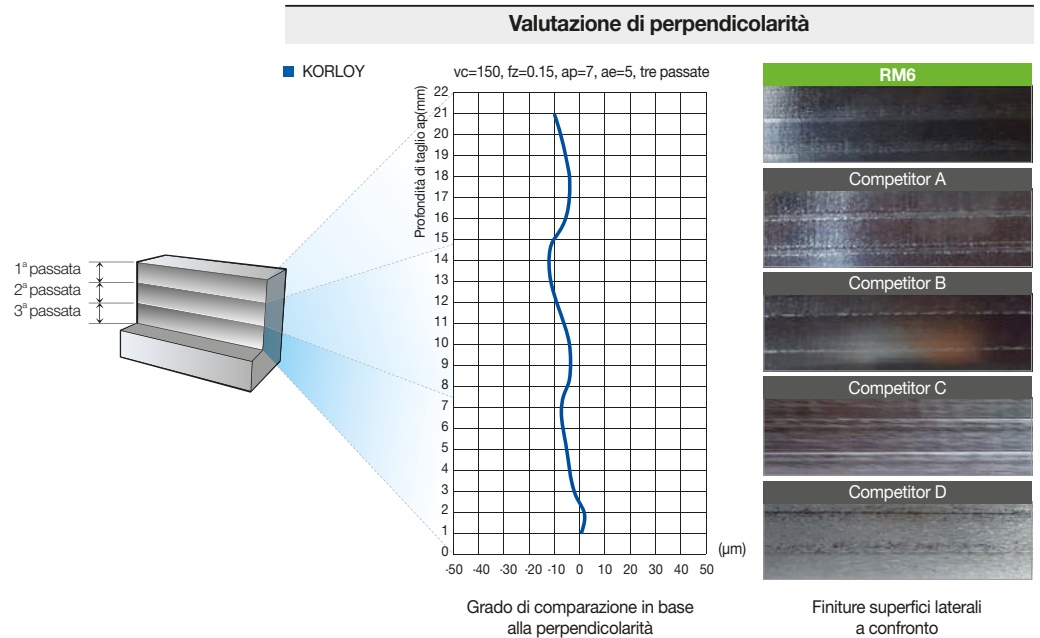 Valutazione di perpendicolarità
KORLOY
vc=150, fz=0.15, ap=7, ae=5, tre passate
Profondità di taglio ap(mm)
22
21
20
19
18
17
16
15
14
13
12
11
10
9
8
7
6
5
4
3
2
1
0
-50 -40 -30 -20 -10 0 10 20 30 40 50
(μm)
Grado di comparazione in base
alla perpendicolarità
1ª passata
2ª passata
3ª passata
RM6
Competitor A
Competitor B
Competitor C
Competitor D
Finiture superfici laterali
a confronto